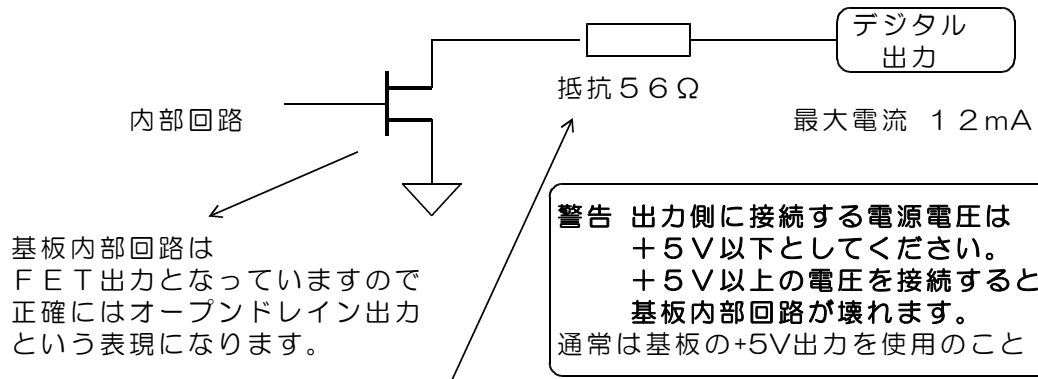 デジタル
出力
抵抗５６Ω
内部回路
最大電流 １２mA
警告 出力側に接続する電源電圧は
＋５Ｖ以下としてください。
＋５Ｖ以上の電圧を接続すると
基板内部回路が壊れます。
通常は基板の+5V出力を使用のこと
基板内部回路は
ＦＥＴ出力となっていますので
正確にはオープンドレイン出力
という表現になります。